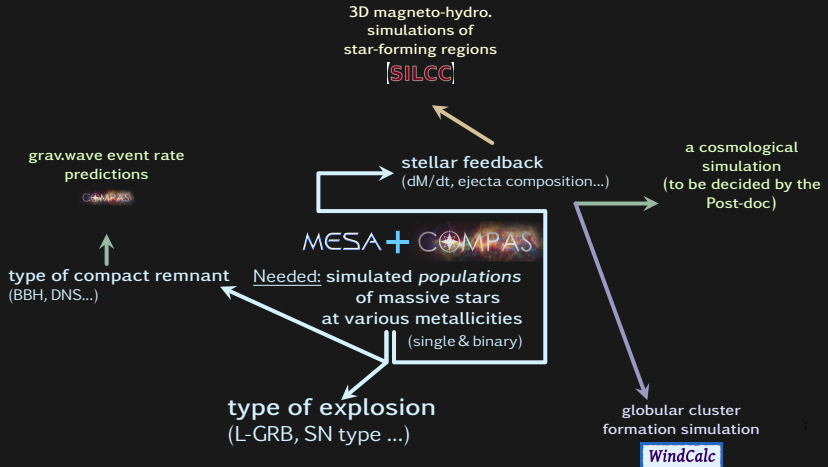 3D magneto-hydro.
simulations of
star-forming regions
[SILCC]
grav.wave event rate
predictions
COMPAS
stellar feedback
(dM/dt, ejecta composition...)
a cosmological
simulation
(to be decided by the
Post-doc)
MESA + COMPAS
type of compact remnant
(BBH, DNS...)
Needed: simulated populations
of massive stars
at various metallicities
(single & binary)
type of explosion
(L-GRB, SN type ...)
globular cluster
formation simulation
WindCalc